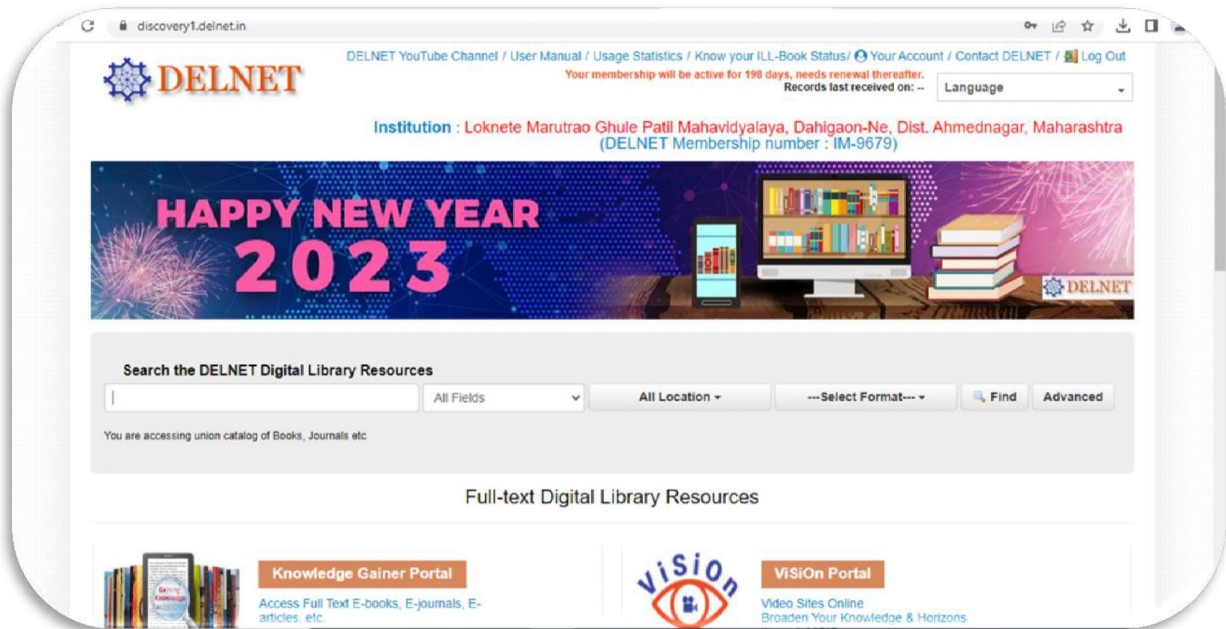 discovery1.delnet.in
DELNET
DELNET YouTube Channel / User Manual / Usage Statistics / Know your ILL-Book Status/ Your Account / Contact DELNET / Log Out
Your membership will be active for 198 days, needs renewal thereafter.
Records last received on: --
Language
Institution : Loknete Marutrao Ghule Patil Mahavidyalaya, Dahigaon-Ne, Dist. Ahmednagar, Maharashtra
(DELNET Membership number : IM-9679)
HAPPY NEW YEAR
2023
DELNET
Search the DELNET Digital Library Resources
All Fields All Location ---Select Format--- Find Advanced
You are accessing union catalog of Books, Journals etc
Full-text Digital Library Resources
Gaining
Knowledge
Knowledge Gainer Portal
Access Full Text E-books, E-journals, E-
articles, etc.
ViSiOn
ViSiOn Portal
Video Sites Online
Broaden Your Knowledge & Horizons